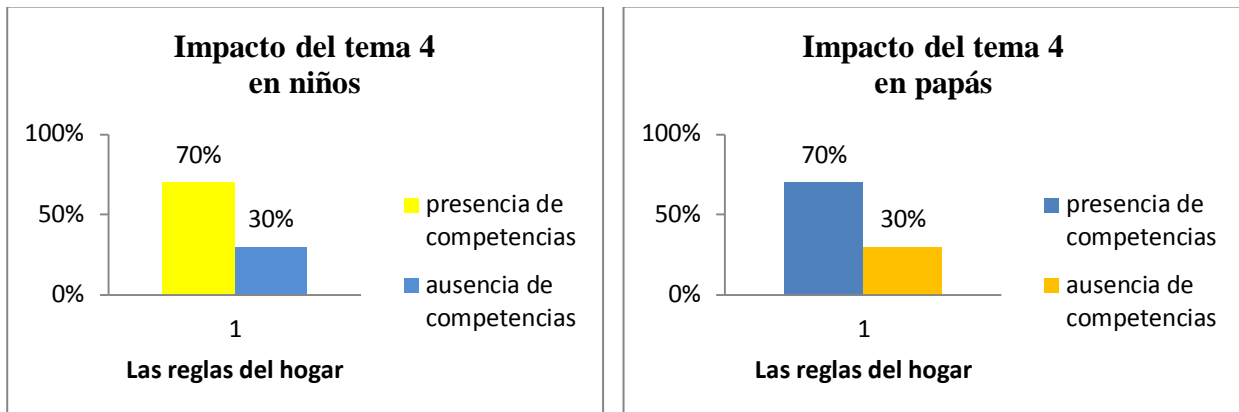 Impacto del tema 4
en niños
100%
50%
0%
70%
30%
1
Las reglas del hogar
presencia de
competencias
ausencia de
competencias
Impacto del tema 4
en papás
100%
50%
0%
70%
30%
1
Las reglas del hogar
presencia de
competencias
ausencia de
competencias